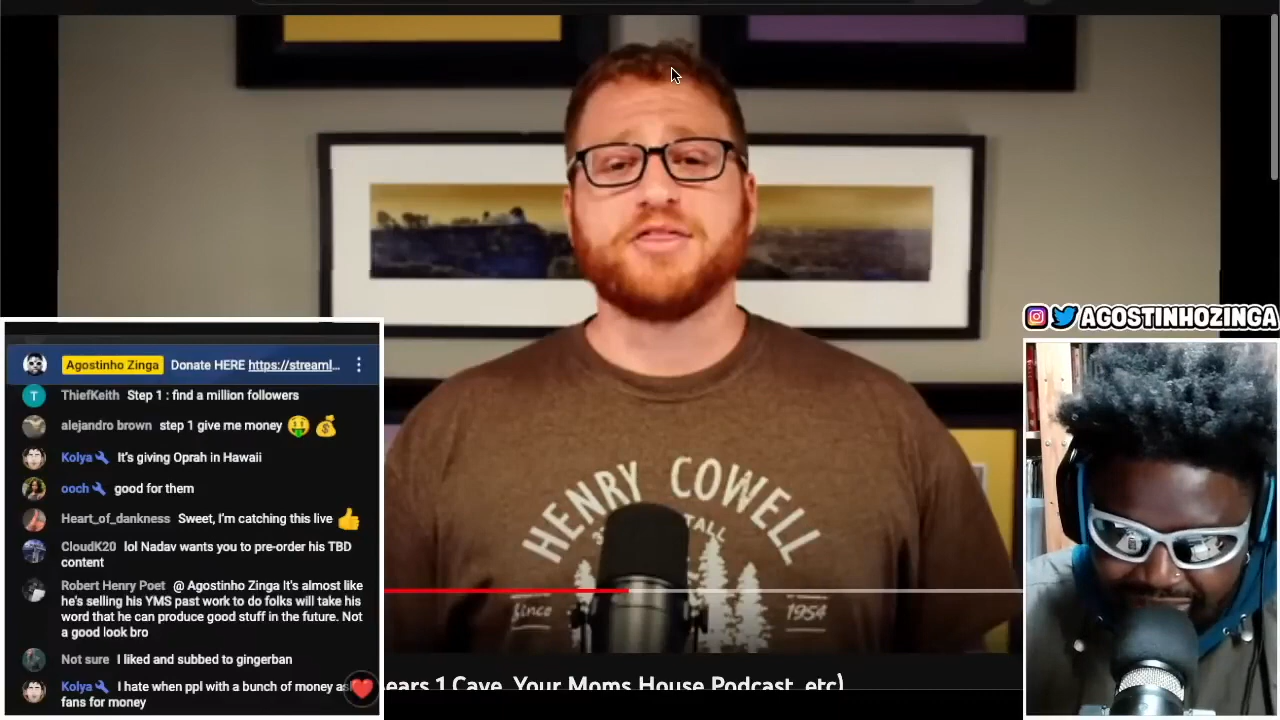 HENRY COWELL
TALL
Since
1954
AGOSTINHOZINGA
Agostinho Zinga Donate HERE https://streaml...
T ThiefKeith Step 1 : find a million followers
alejandro brown step 1 give me money
Kolya It's giving Oprah in Hawaii
ooch good for them
Heart_of_dankness Sweet, I'm catching this live
CloudK20 lol Nadav wants you to pre-order his TBD
content
Robert Henry Poet @ Agostinho Zinga It's almost like
he's selling his YMS past work to do folks will take his
word that he can produce good stuff in the future. Not
a good look bro
Not sure I liked and subbed to gingerban
Kolya I hate when ppl with a bunch of money
fans for money
ears 1 Cave, Your Moms House Podcast, etc)